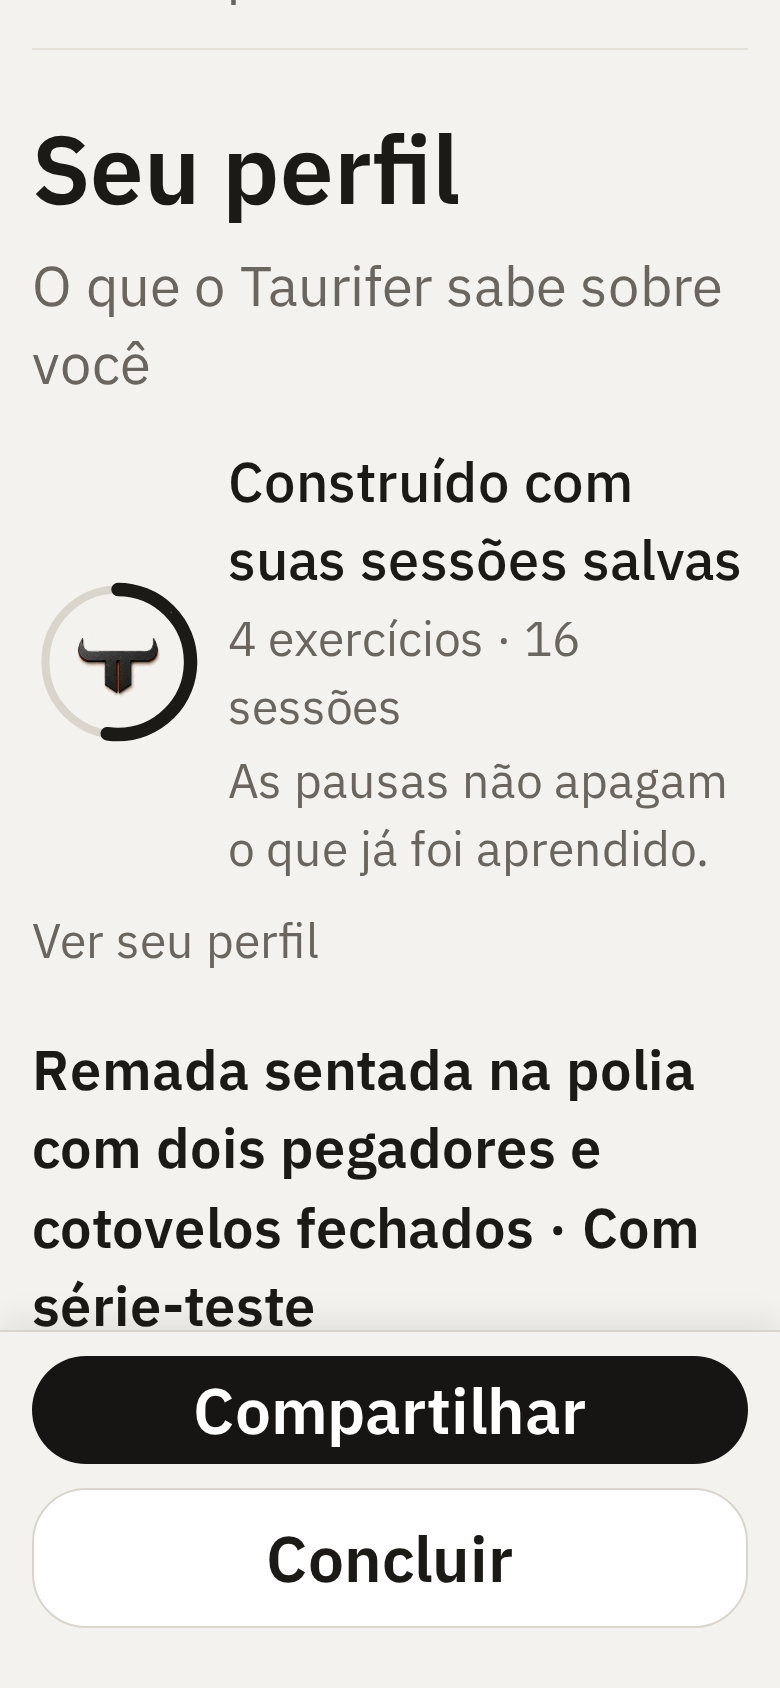 Seu perfil
O que o Taurifer sabe sobre
você
Construído com
suas sessões salvas
4 exercícios · 16
sessões
As pausas não apagam
o que já foi aprendido.
Ver seu perfil
Remada sentada na polia
com dois pegadores e
cotovelos fechados · Com
série-teste
Compartilhar
Concluir